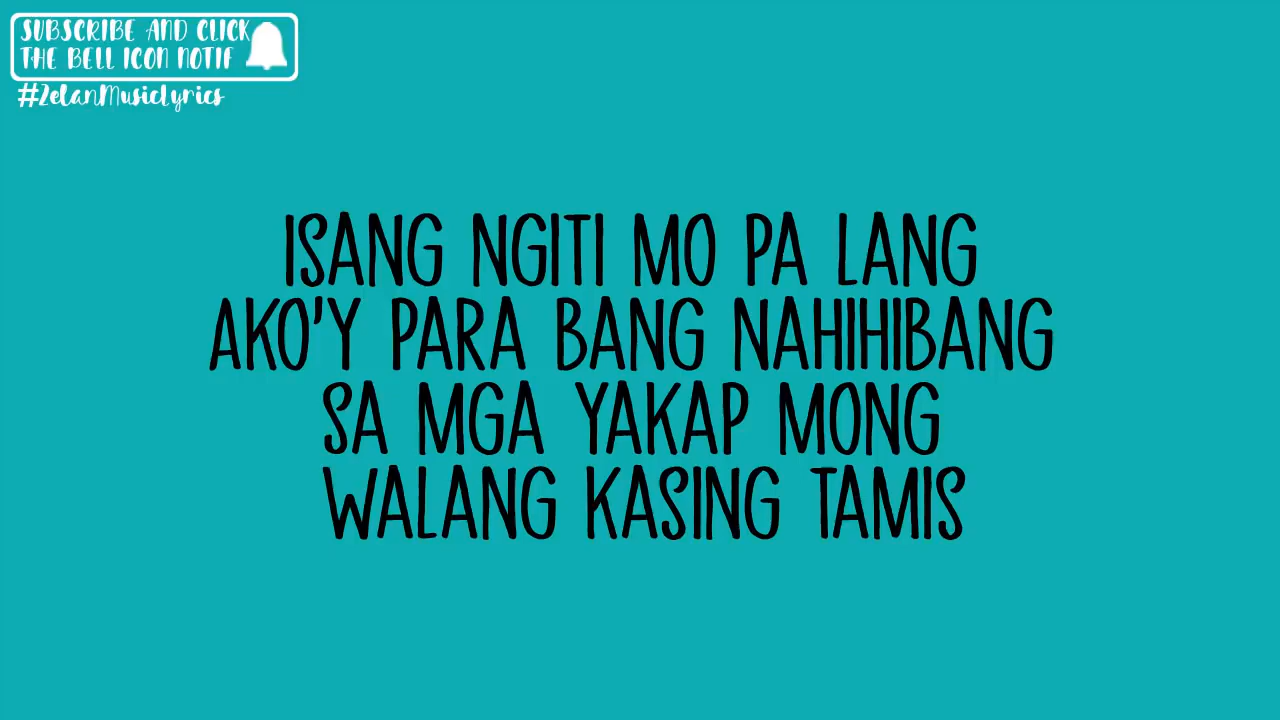 SUBSCRIBE AND CLICK
THE BELL ICON NOTIF
#ZelanMusicLyrics
ISANG NGITI MO PA LANG
AKO'Y PARA BANG NAHIHIBANG
SA MGA YAKAP MONG
WALANG KASING TAMIS